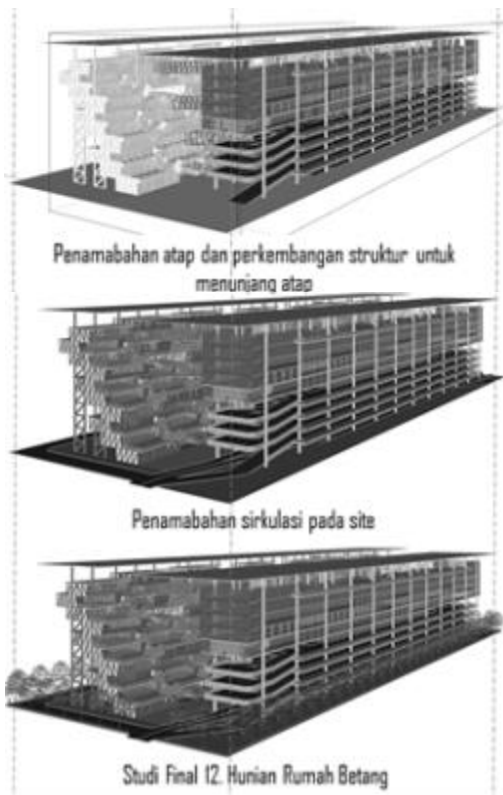 Penamabahan atap dan perkembangan struktur untuk
menunjang atap
Penamabahan sirkulasi pada site
Studi Final 12. Hunian Rumah Betang